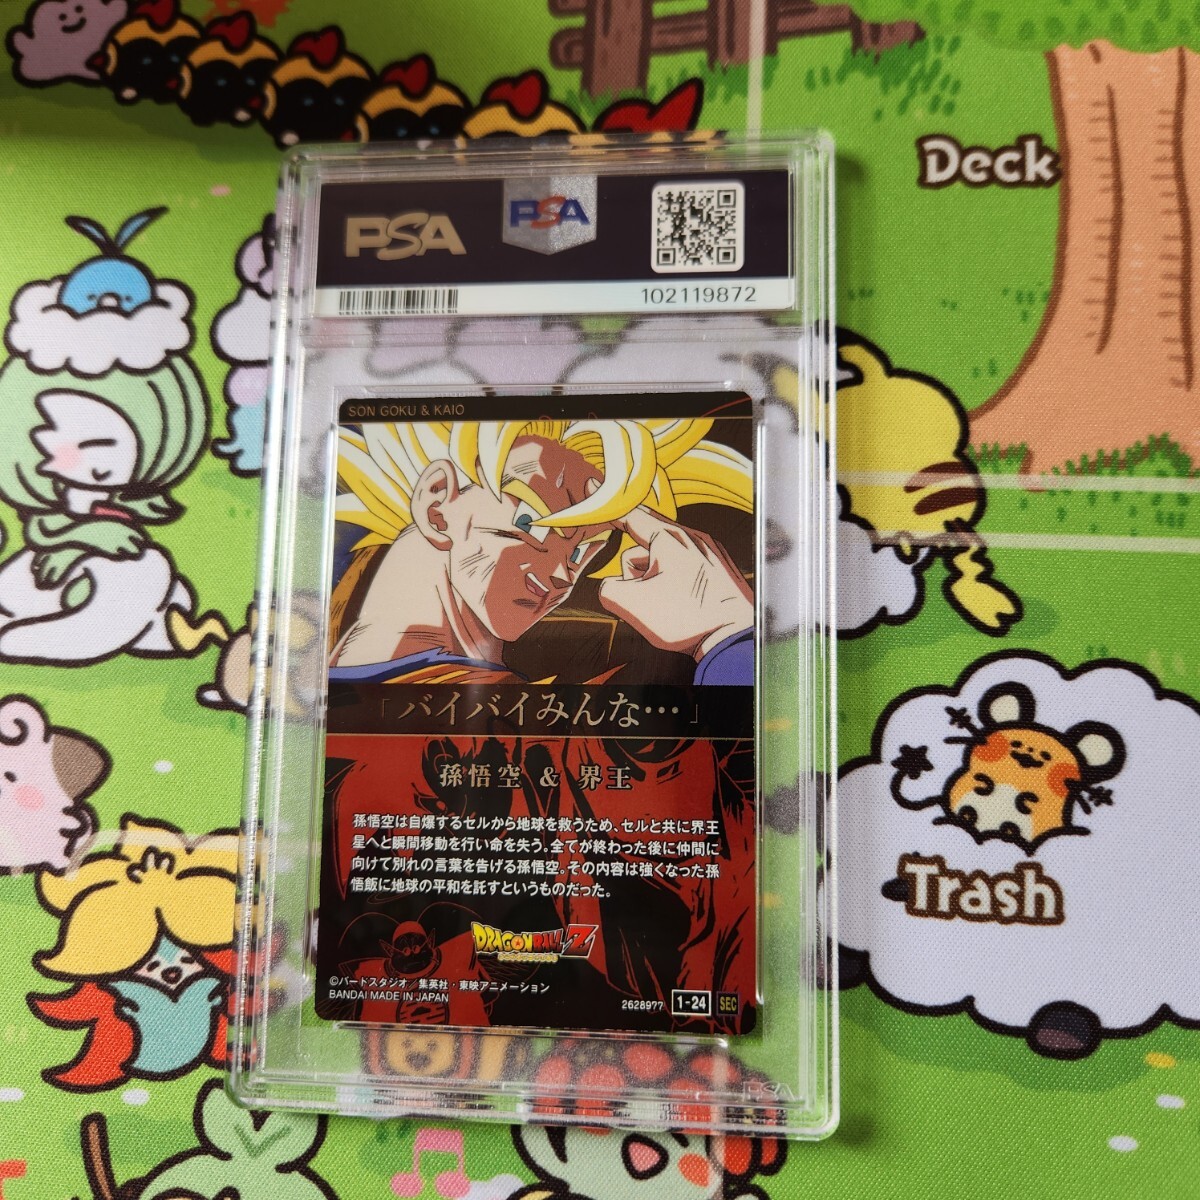 Deck
PSA
PSA
102119872
SON GOKU & KAIO
「バイバイみんな…」
孫悟空 & 界王
孫悟空は自爆するセルから地球を救うため、セルと共に界王
星へと瞬間移動を行い命を失う。全てが終わった後に仲間に
向けて別れの言葉を告げる孫悟空。その内容は強くなった孫
悟飯に地球の平和を託すというものだった。
DRAGONBALL Z
©バードスタジオ/集英社・東映アニメーション
BANDAI MADE IN JAPAN
2628977 1-24 SEC
PSA
Trash